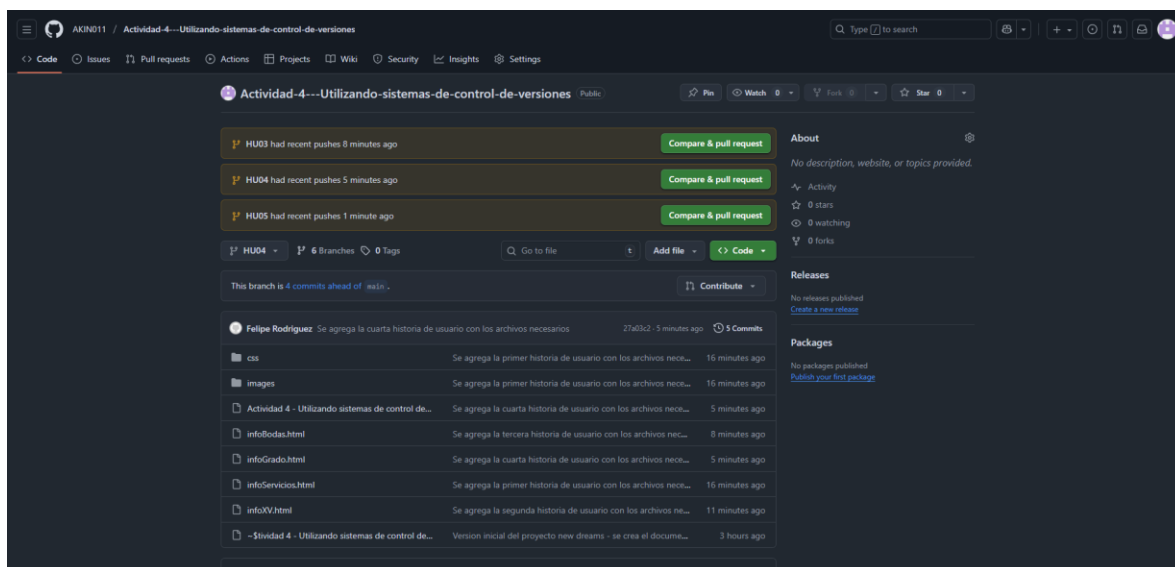 AKIN011 / Actividad-4---Utilizando-sistemas-de-control-de-versiones
Type / to search
Code Issues Pull requests Actions Projects Wiki Security Insights Settings
Actividad-4---Utilizando-sistemas-de-control-de-versiones Public
Pin Watch 0 Fork 0 Star 0
HU03 had recent pushes 8 minutes ago Compare & pull request
HU04 had recent pushes 5 minutes ago Compare & pull request
HU05 had recent pushes 1 minute ago Compare & pull request
HU04 6 Branches 0 Tags Go to file t Add file Code
This branch is 4 commits ahead of main . Contribute
Felipe Rodriguez Se agrega la cuarta historia de usuario con los archivos necesarios 27a03c2 · 5 minutes ago 5 Commits
css Se agrega la primer historia de usuario con los archivos nece... 16 minutes ago
images Se agrega la primer historia de usuario con los archivos nece... 16 minutes ago
Actividad 4 - Utilizando sistemas de control de... Se agrega la cuarta historia de usuario con los archivos nece... 5 minutes ago
infoBodas.html Se agrega la tercera historia de usuario con los archivos nec... 8 minutes ago
infoGrado.html Se agrega la cuarta historia de usuario con los archivos nece... 5 minutes ago
infoServicios.html Se agrega la primer historia de usuario con los archivos nece... 16 minutes ago
infoXV.html Se agrega la segunda historia de usuario con los archivos ne... 11 minutes ago
~$tividad 4 - Utilizando sistemas de control de... Version inicial del proyecto new dreams - se crea el docume... 3 hours ago
About
No description, website, or topics provided.
Activity
0 stars
0 watching
0 forks
Releases
No releases published
Create a new release
Packages
No packages published
Publish your first package